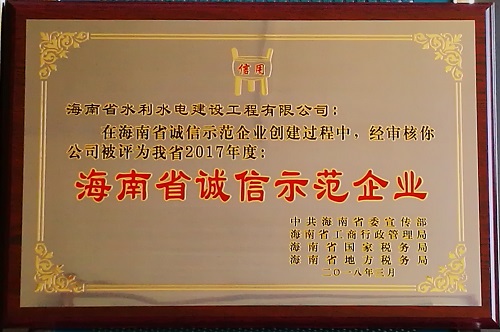 信用
海南省水利水电建设工程有限公司：
在海南省诚信示范企业创建过程中，经审核你
公司被评为我省2017年度：
海南省诚信示范企业
中共海南省委宣传部
海南省工商行政管理局
海南省国家税务局
海南省地方税务局
二〇一八年三月